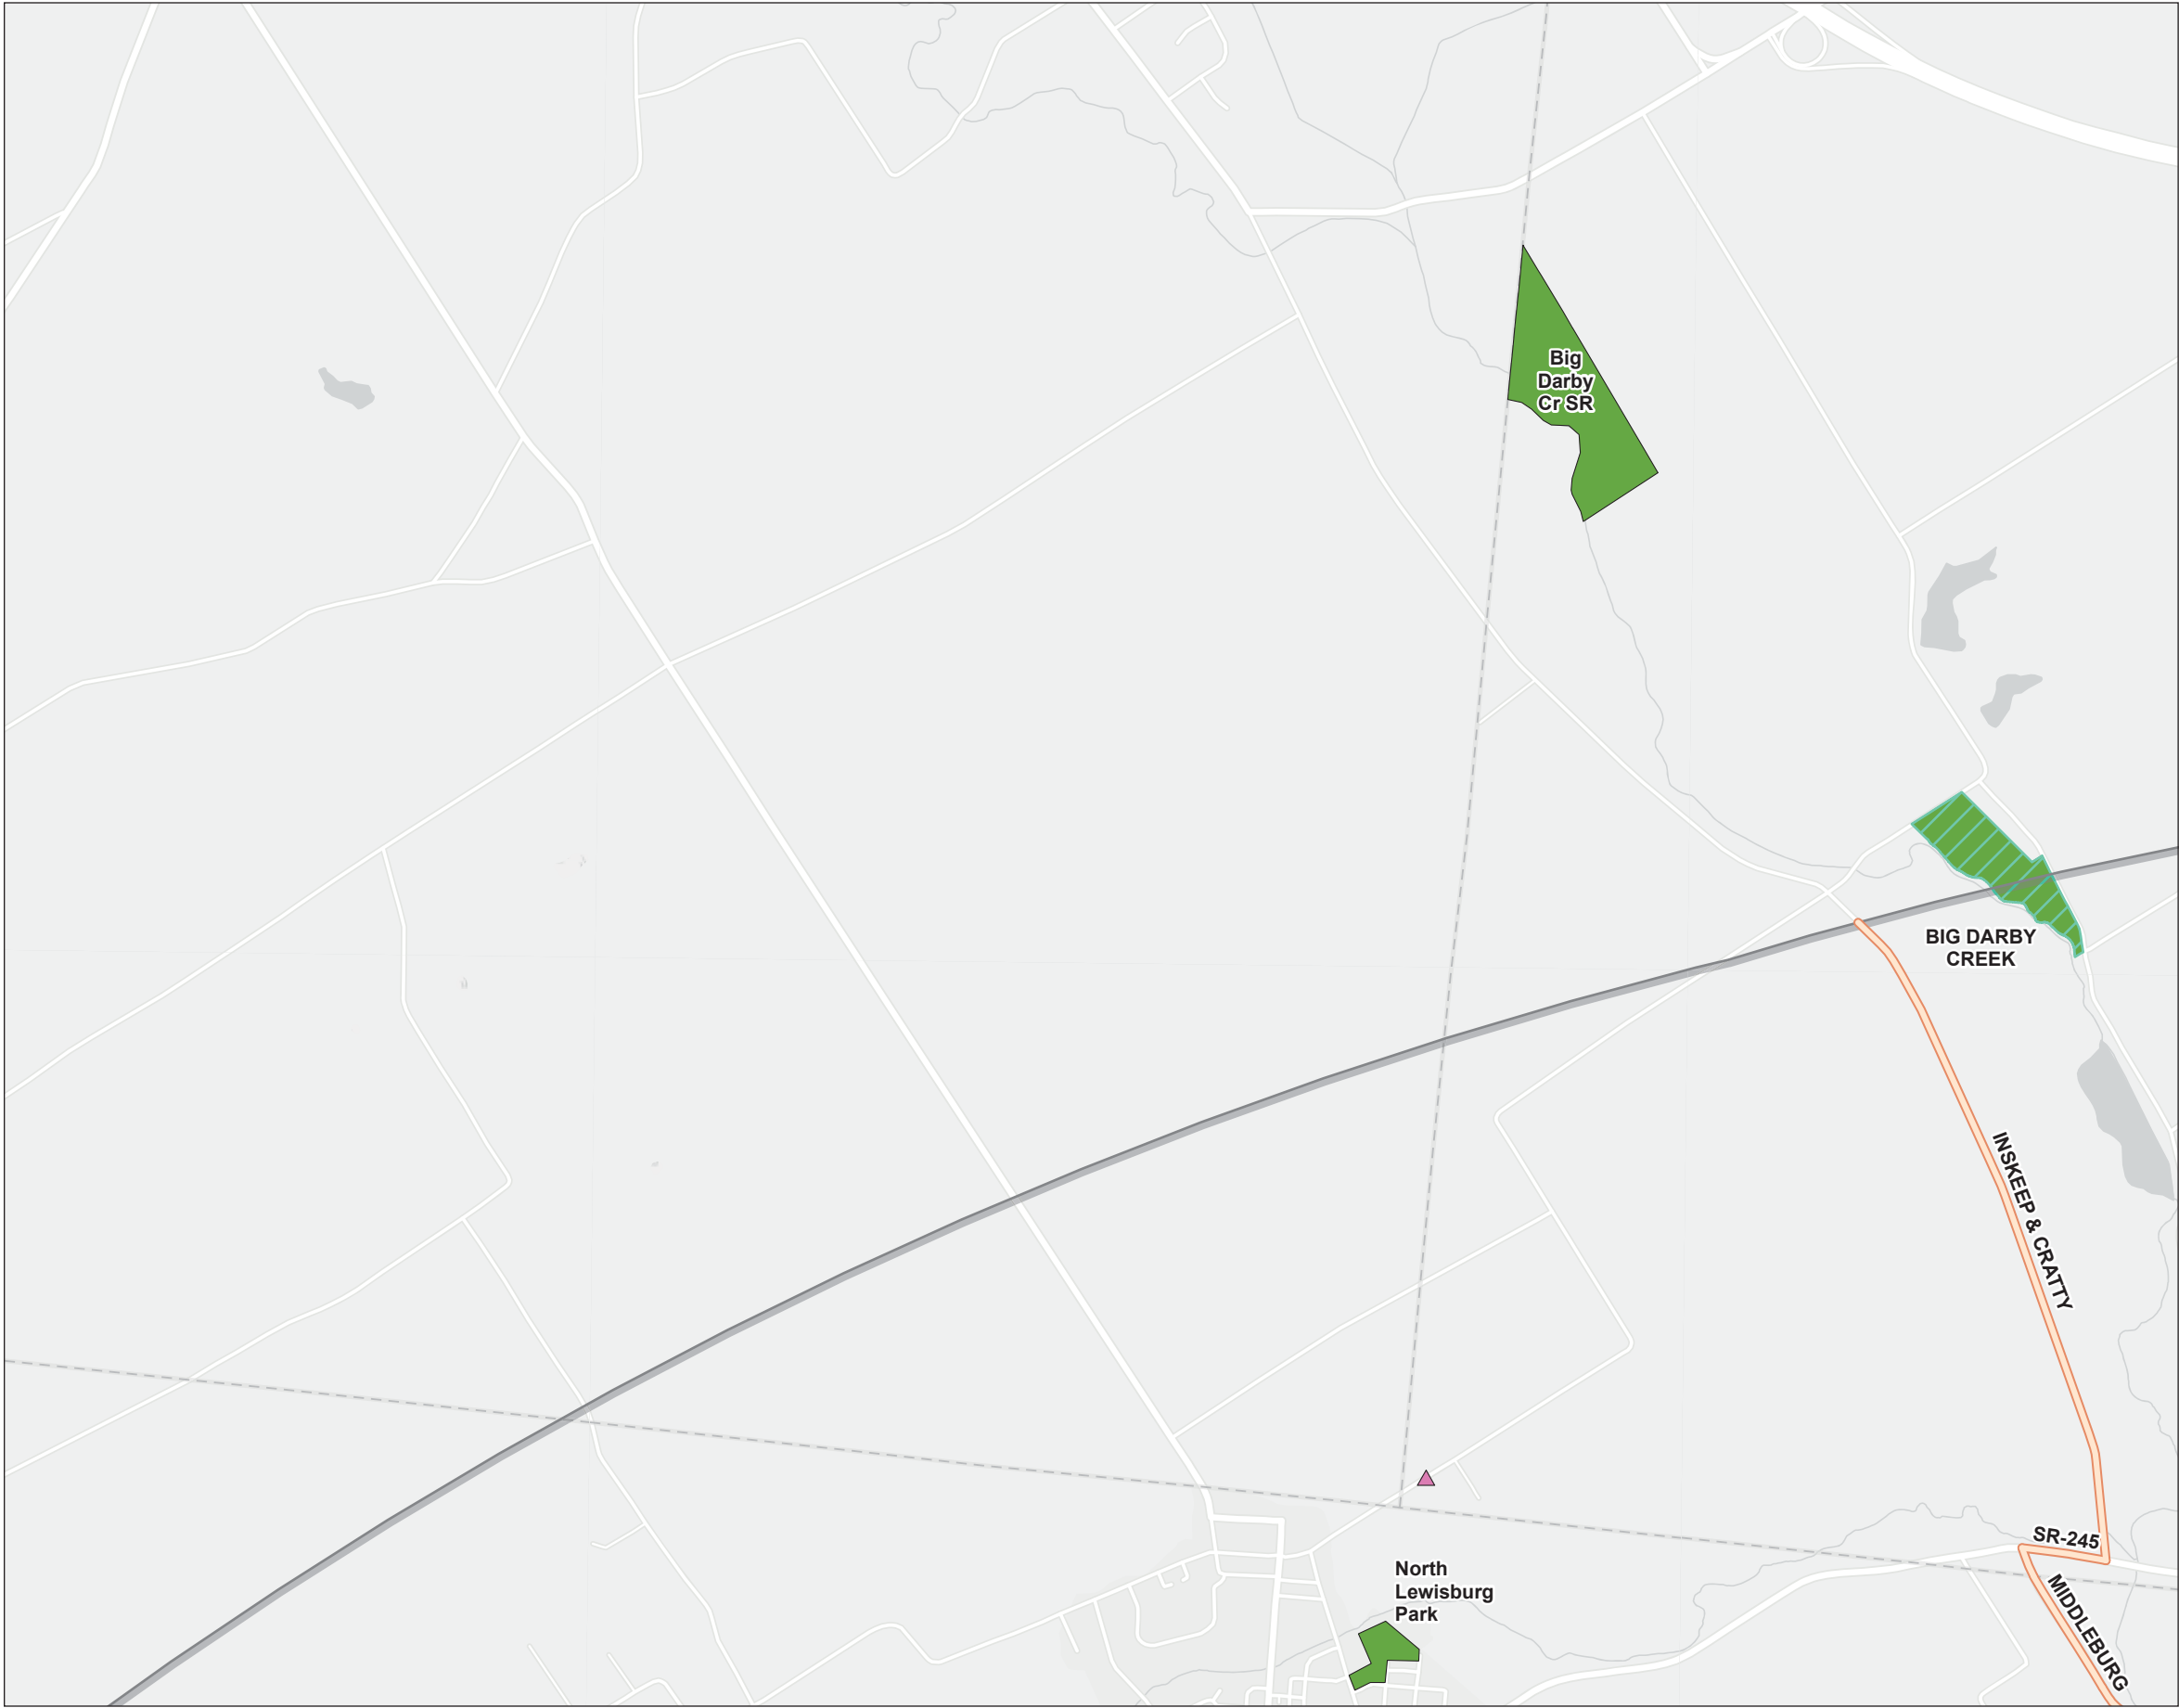 Big
Darby
Cr SR
BIG DARBY
CREEK
INSKEEP & CRATTY
SR-245
North
Lewisburg
Park
MIDDLEBURG